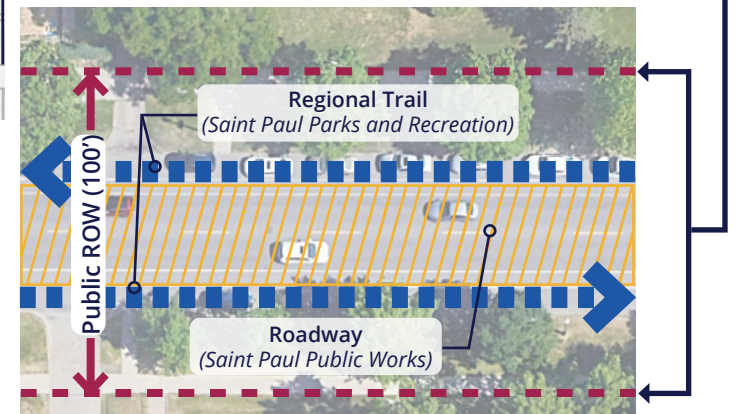 Regional Trail
(Saint Paul Parks and Recreation)
Public ROW (100')
Roadway
(Saint Paul Public Works)